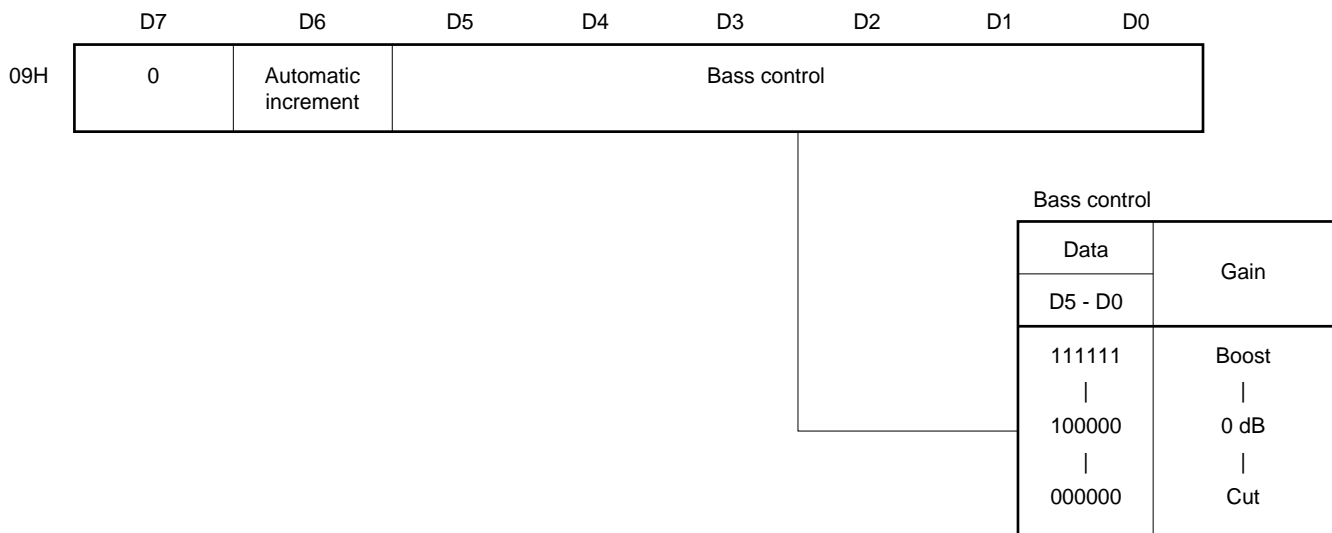 D7 D6 D5 D4 D3 D2 D1 D0
09H 0 Automatic increment Bass control
Bass control
Data Gain
D5 - D0
111111 Boost
| |
100000 0 dB
| |
000000 Cut